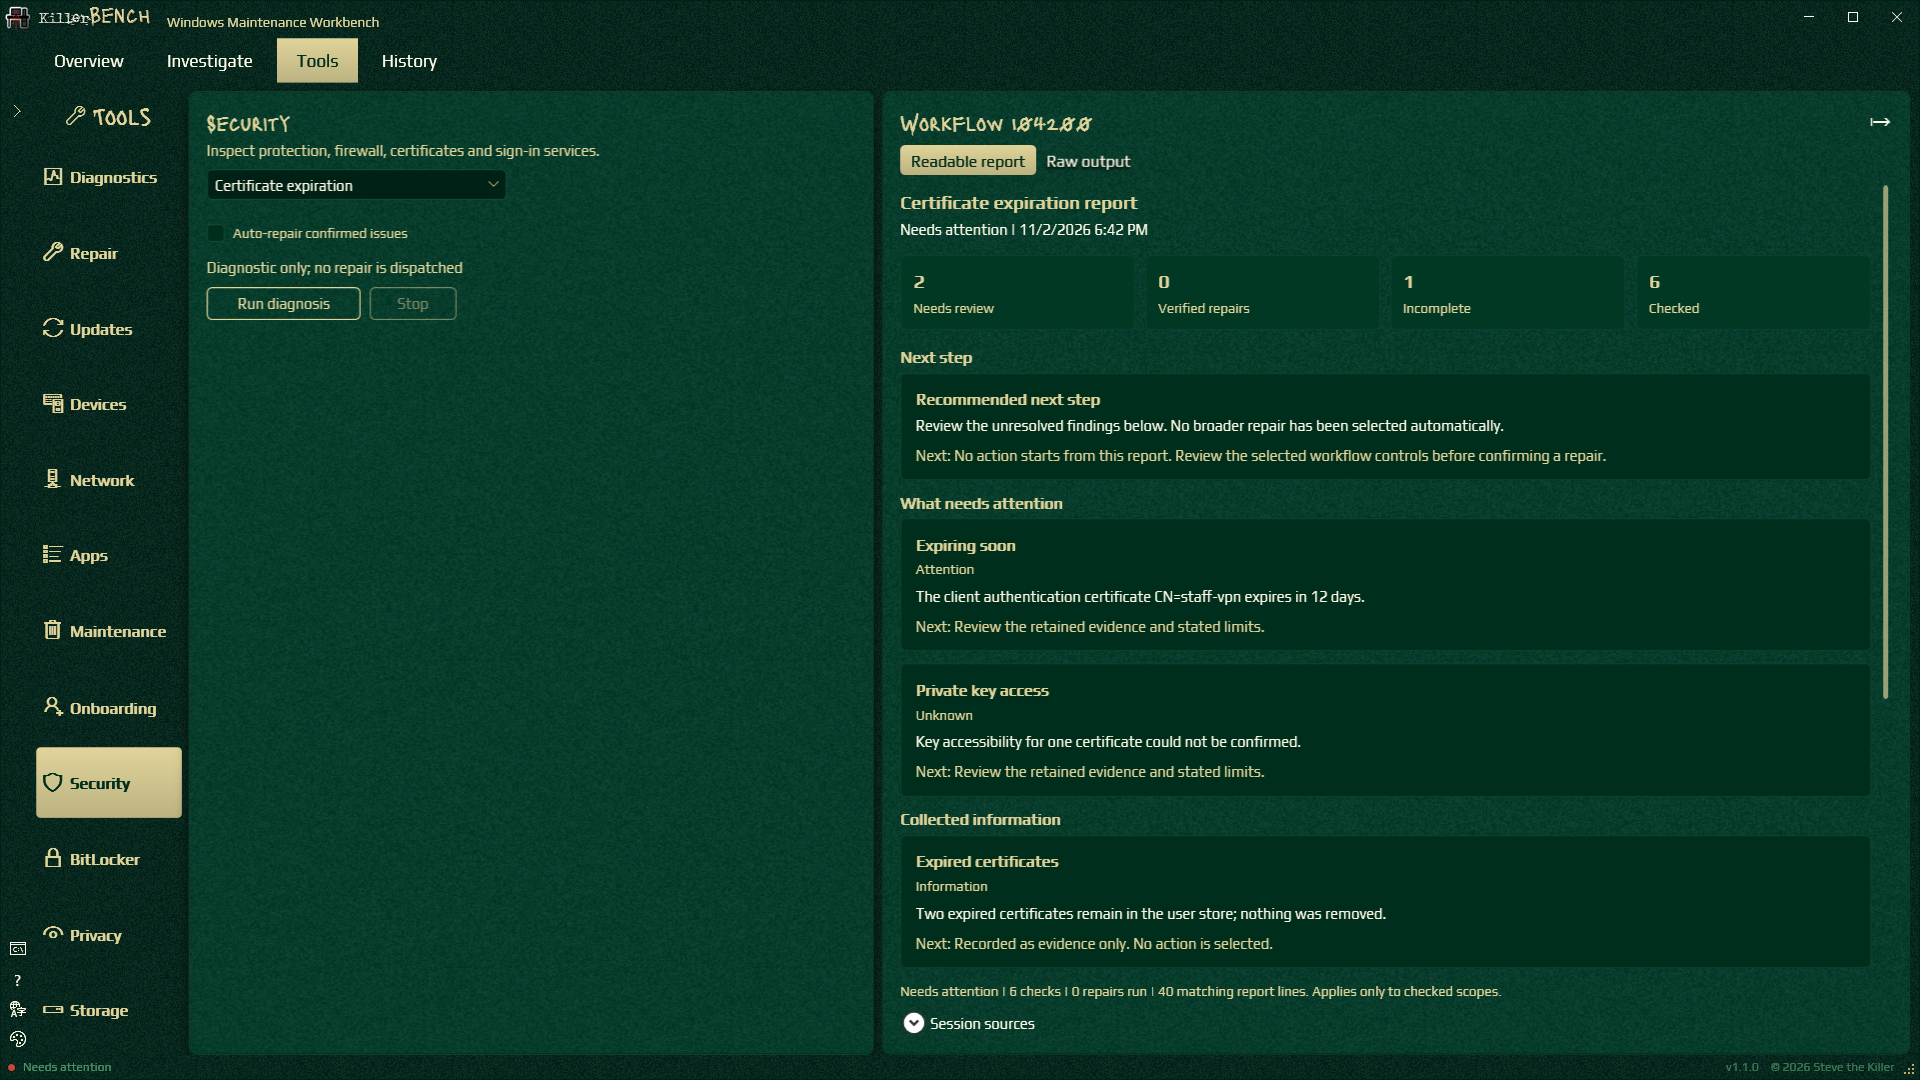 KillerBENCH Windows Maintenance Workbench
Overview Investigate Tools History
TOOLS
Diagnostics
Repair
Updates
Devices
Network
Apps
Maintenance
Onboarding
Security
BitLocker
Privacy
Storage
SECURITY
Inspect protection, firewall, certificates and sign-in services.
Certificate expiration
Auto-repair confirmed issues
Diagnostic only; no repair is dispatched
Run diagnosis Stop
WORKFLOW 104200
Readable report Raw output
Certificate expiration report
Needs attention | 11/2/2026 6:42 PM
2 0 1 6
Needs review Verified repairs Incomplete Checked
Next step
Recommended next step
Review the unresolved findings below. No broader repair has been selected automatically.
Next: No action starts from this report. Review the selected workflow controls before confirming a repair.
What needs attention
Expiring soon
Attention
The client authentication certificate CN=staff-vpn expires in 12 days.
Next: Review the retained evidence and stated limits.
Private key access
Unknown
Key accessibility for one certificate could not be confirmed.
Next: Review the retained evidence and stated limits.
Collected information
Expired certificates
Information
Two expired certificates remain in the user store; nothing was removed.
Next: Recorded as evidence only. No action is selected.
Needs attention | 6 checks | 0 repairs run | 40 matching report lines. Applies only to checked scopes.
Session sources
Needs attention
v1.1.0 © 2026 Steve the Killer